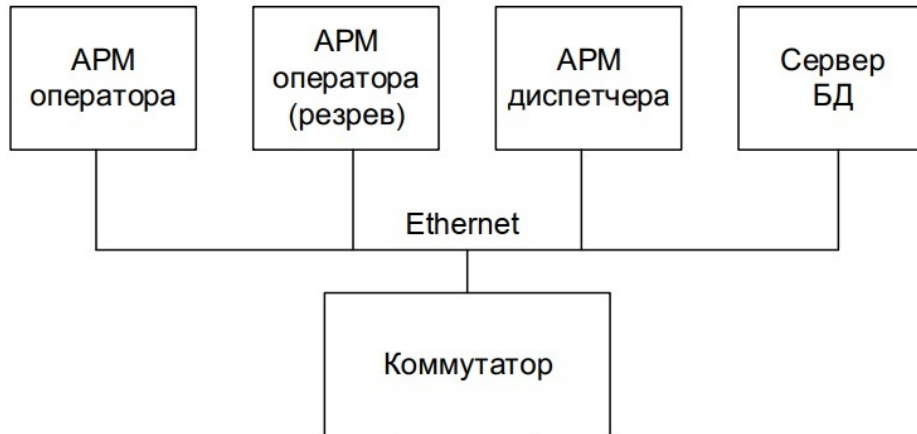 АРМ
оператора
АРМ
оператора
(резрев)
АРМ
диспетчера
Сервер
БД
Ethernet
Коммутатор